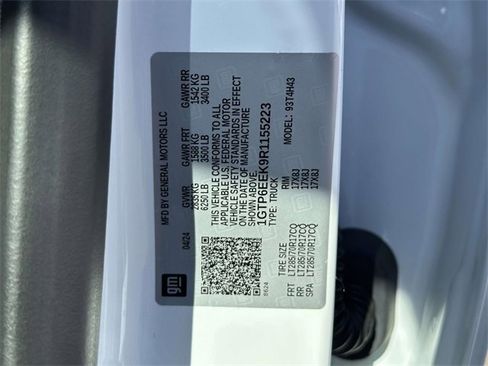 MFD BY GENERAL MOTORS LLC
04/24 GVWR GAWR FRT GAWR RR
2835 KG 1588 KG 1542 KG
6250 LB 3500 LB 3400 LB
THIS VEHICLE CONFORMS TO ALL
APPLICABLE U.S. FEDERAL MOTOR
VEHICLE SAFETY STANDARDS IN EFFECT
ON THE DATE OF MANUFACTURE
SHOWN ABOVE.
1GTP6EEK9R1155223
TYPE: TRUCK MODEL: 93T4H43
TIRE SIZE RIM
FRT LT285/70R17CQ 17X8J
RR LT285/70R17CQ 17X8J
SPA LT285/70R17CQ 17X8J
gm